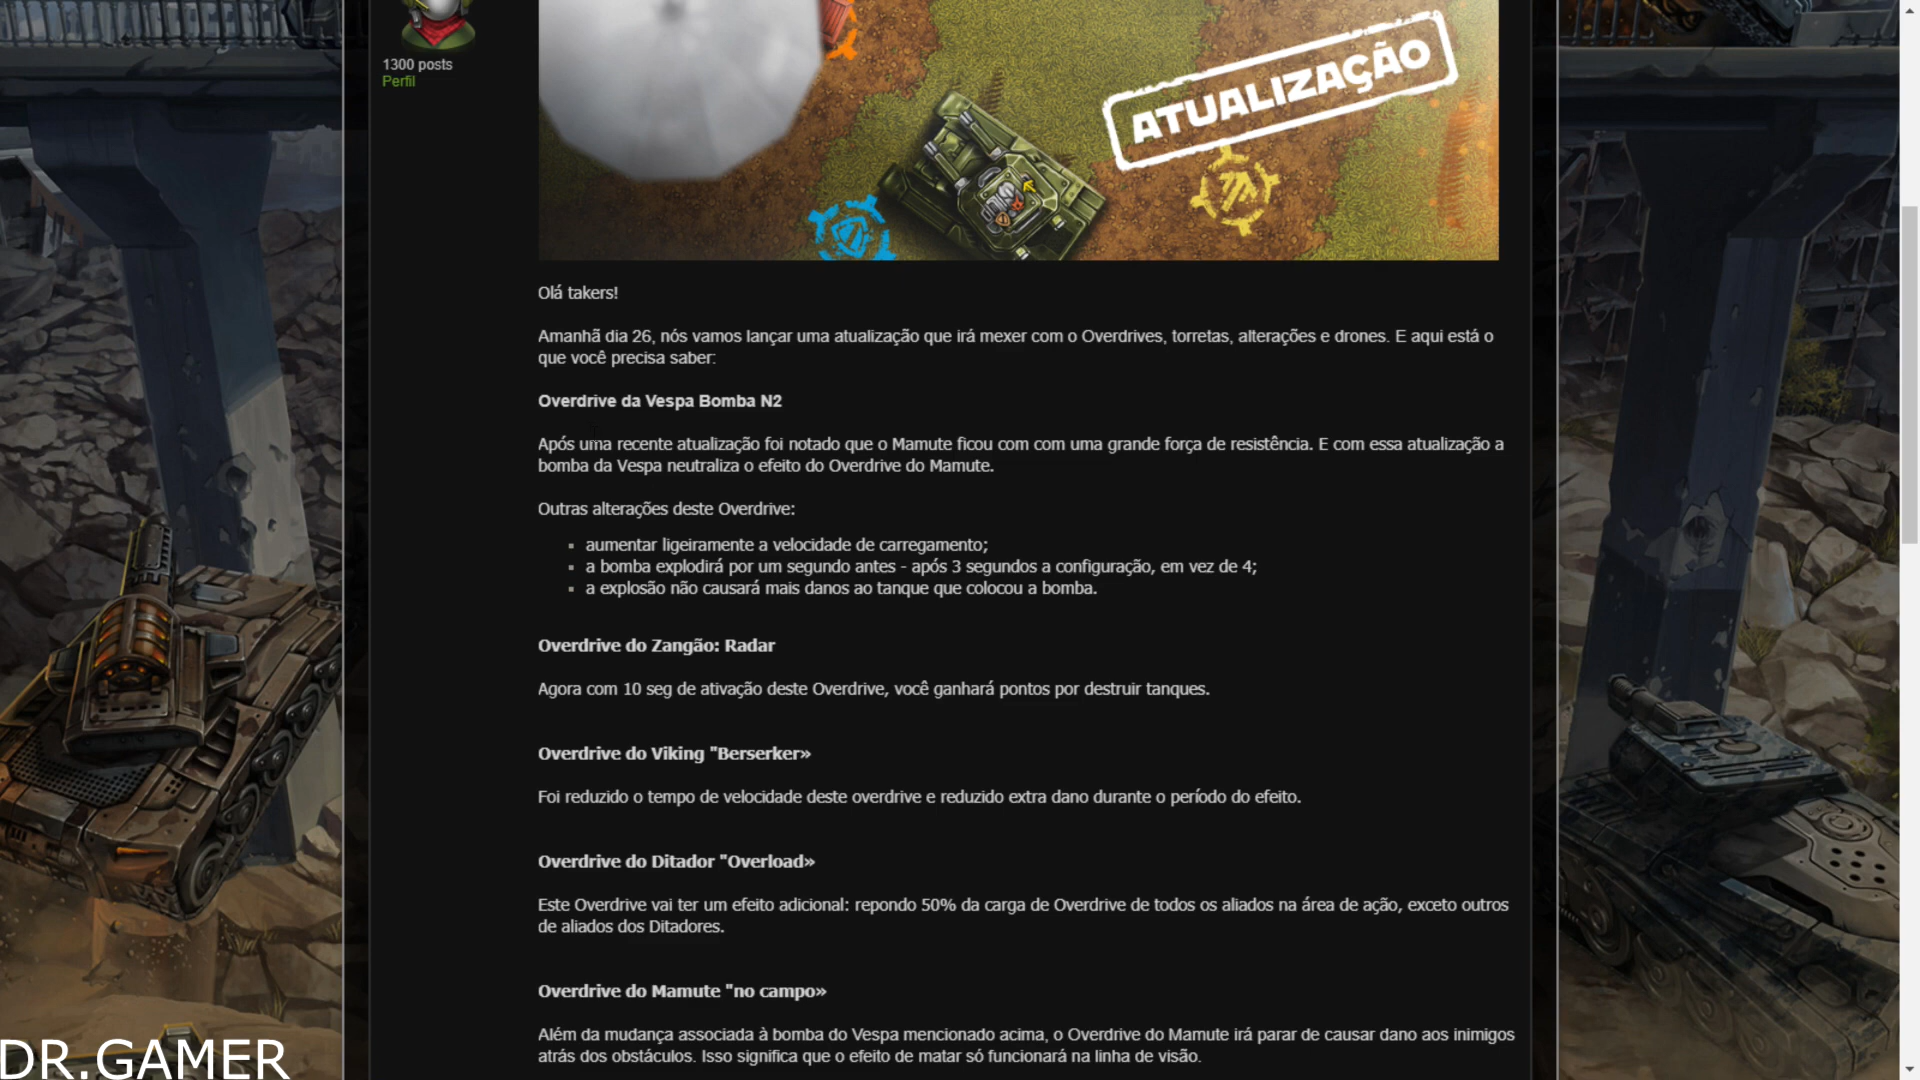 1300 posts
Perfil
ATUALIZAÇÃO
Olá takers!
Amanhã dia 26, nós vamos lançar uma atualização que irá mexer com o Overdrives, torretas, alterações e drones. E aqui está o
que você precisa saber:
Overdrive da Vespa Bomba N2
Após uma recente atualização foi notado que o Mamute ficou com com uma grande força de resistência. E com essa atualização a
bomba da Vespa neutraliza o efeito do Overdrive do Mamute.
Outras alterações deste Overdrive:
aumentar ligeiramente a velocidade de carregamento;
a bomba explodirá por um segundo antes - após 3 segundos a configuração, em vez de 4;
a explosão não causará mais danos ao tanque que colocou a bomba.
Overdrive do Zangão: Radar
Agora com 10 seg de ativação deste Overdrive, você ganhará pontos por destruir tanques.
Overdrive do Viking "Berserker»
Foi reduzido o tempo de velocidade deste overdrive e reduzido extra dano durante o período do efeito.
Overdrive do Ditador "Overload»
Este Overdrive vai ter um efeito adicional: repondo 50% da carga de Overdrive de todos os aliados na área de ação, exceto outros
de aliados dos Ditadores.
Overdrive do Mamute "no campo»
Além da mudança associada à bomba do Vespa mencionado acima, o Overdrive do Mamute irá parar de causar dano aos inimigos
atrás dos obstáculos. Isso significa que o efeito de matar só funcionará na linha de visão.
DR.GAMER